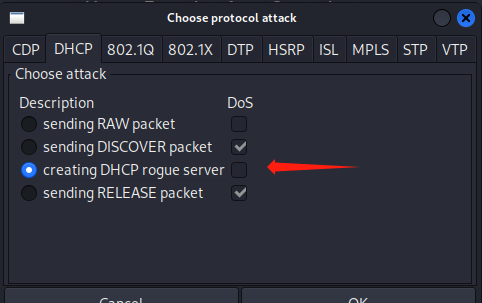 Choose protocol attack
CDP DHCP 802.1Q 802.1X DTP HSRP ISL MPLS STP VTP
Choose attack
Description DoS
sending RAW packet
sending DISCOVER packet
creating DHCP rogue server
sending RELEASE packet
Cancel OK